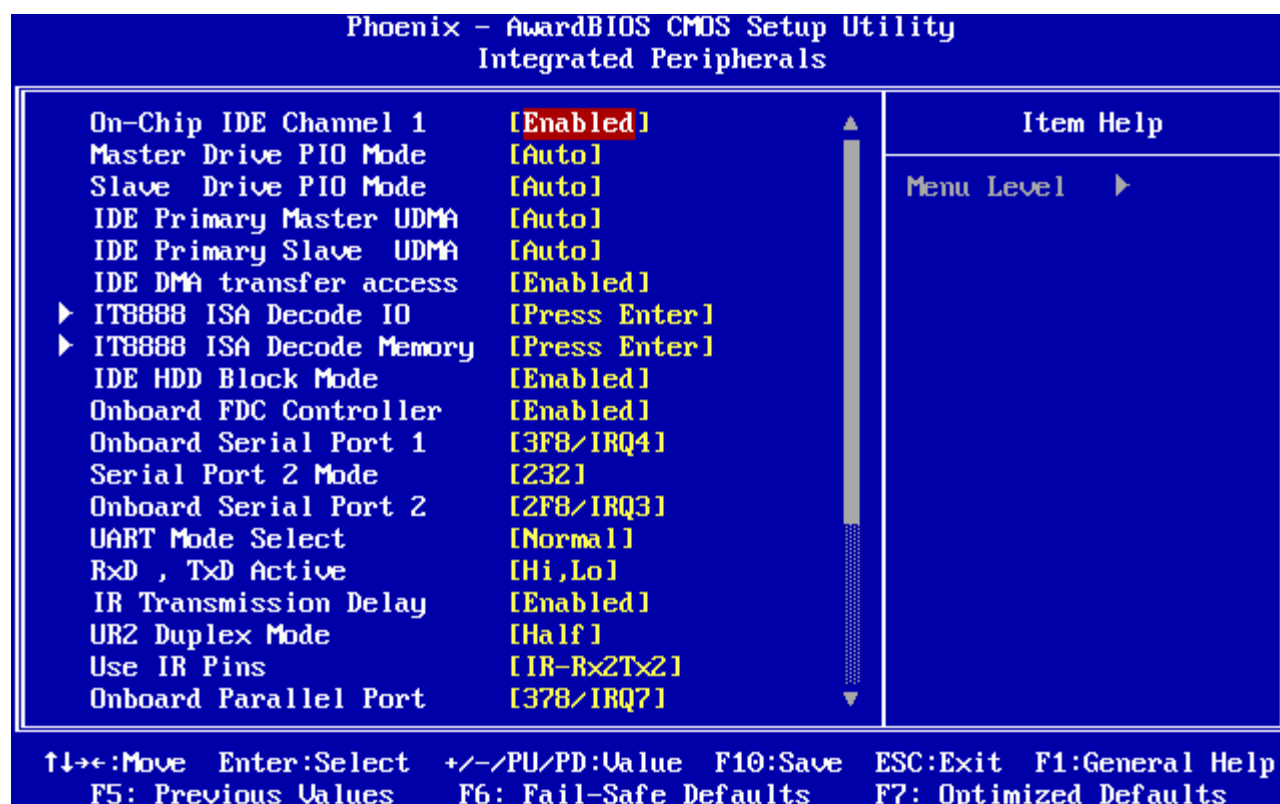 Phoenix - AwardBIOS CMOS Setup Utility
Integrated Peripherals
On-Chip IDE Channel 1 [Enabled]
Master Drive PIO Mode [Auto]
Slave Drive PIO Mode [Auto]
IDE Primary Master UDMA [Auto]
IDE Primary Slave UDMA [Auto]
IDE DMA transfer access [Enabled]
IT8888 ISA Decode IO [Press Enter]
IT8888 ISA Decode Memory [Press Enter]
IDE HDD Block Mode [Enabled]
Onboard FDC Controller [Enabled]
Onboard Serial Port 1 [3F8/IRQ4]
Serial Port 2 Mode [232]
Onboard Serial Port 2 [2F8/IRQ3]
UART Mode Select [Normal]
RxD , TxD Active [Hi,Lo]
IR Transmission Delay [Enabled]
UR2 Duplex Mode [Half]
Use IR Pins [IR-Rx2Tx2]
Onboard Parallel Port [378/IRQ7]
Item Help
Menu Level ▶
↑↓→←:Move Enter:Select +/-/PU/PD:Value F10:Save ESC:Exit F1:General Help
F5: Previous Values F6: Fail-Safe Defaults F7: Optimized Defaults